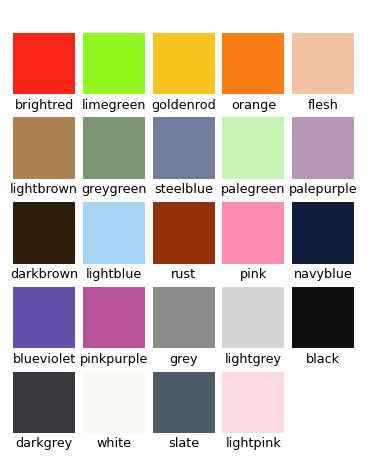 brightred limegreen goldenrod orange flesh
lightbrown greygreen steelblue palegreen palepurple
darkbrown lightblue rust pink navyblue
blueviolet pinkpurple grey lightgrey black
darkgrey white slate lightpink